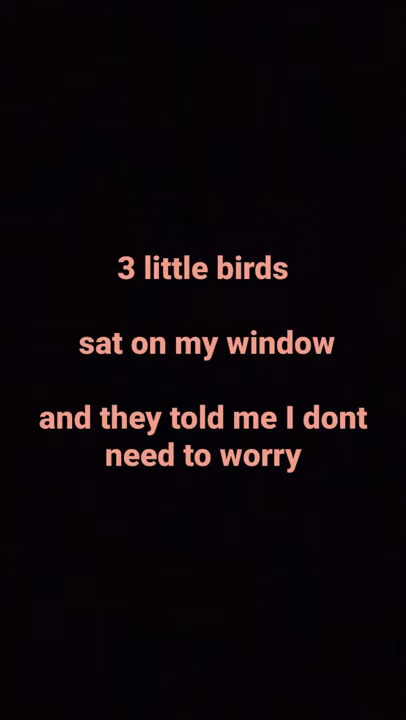 3 little birds
sat on my window
and they told me I dont
need to worry